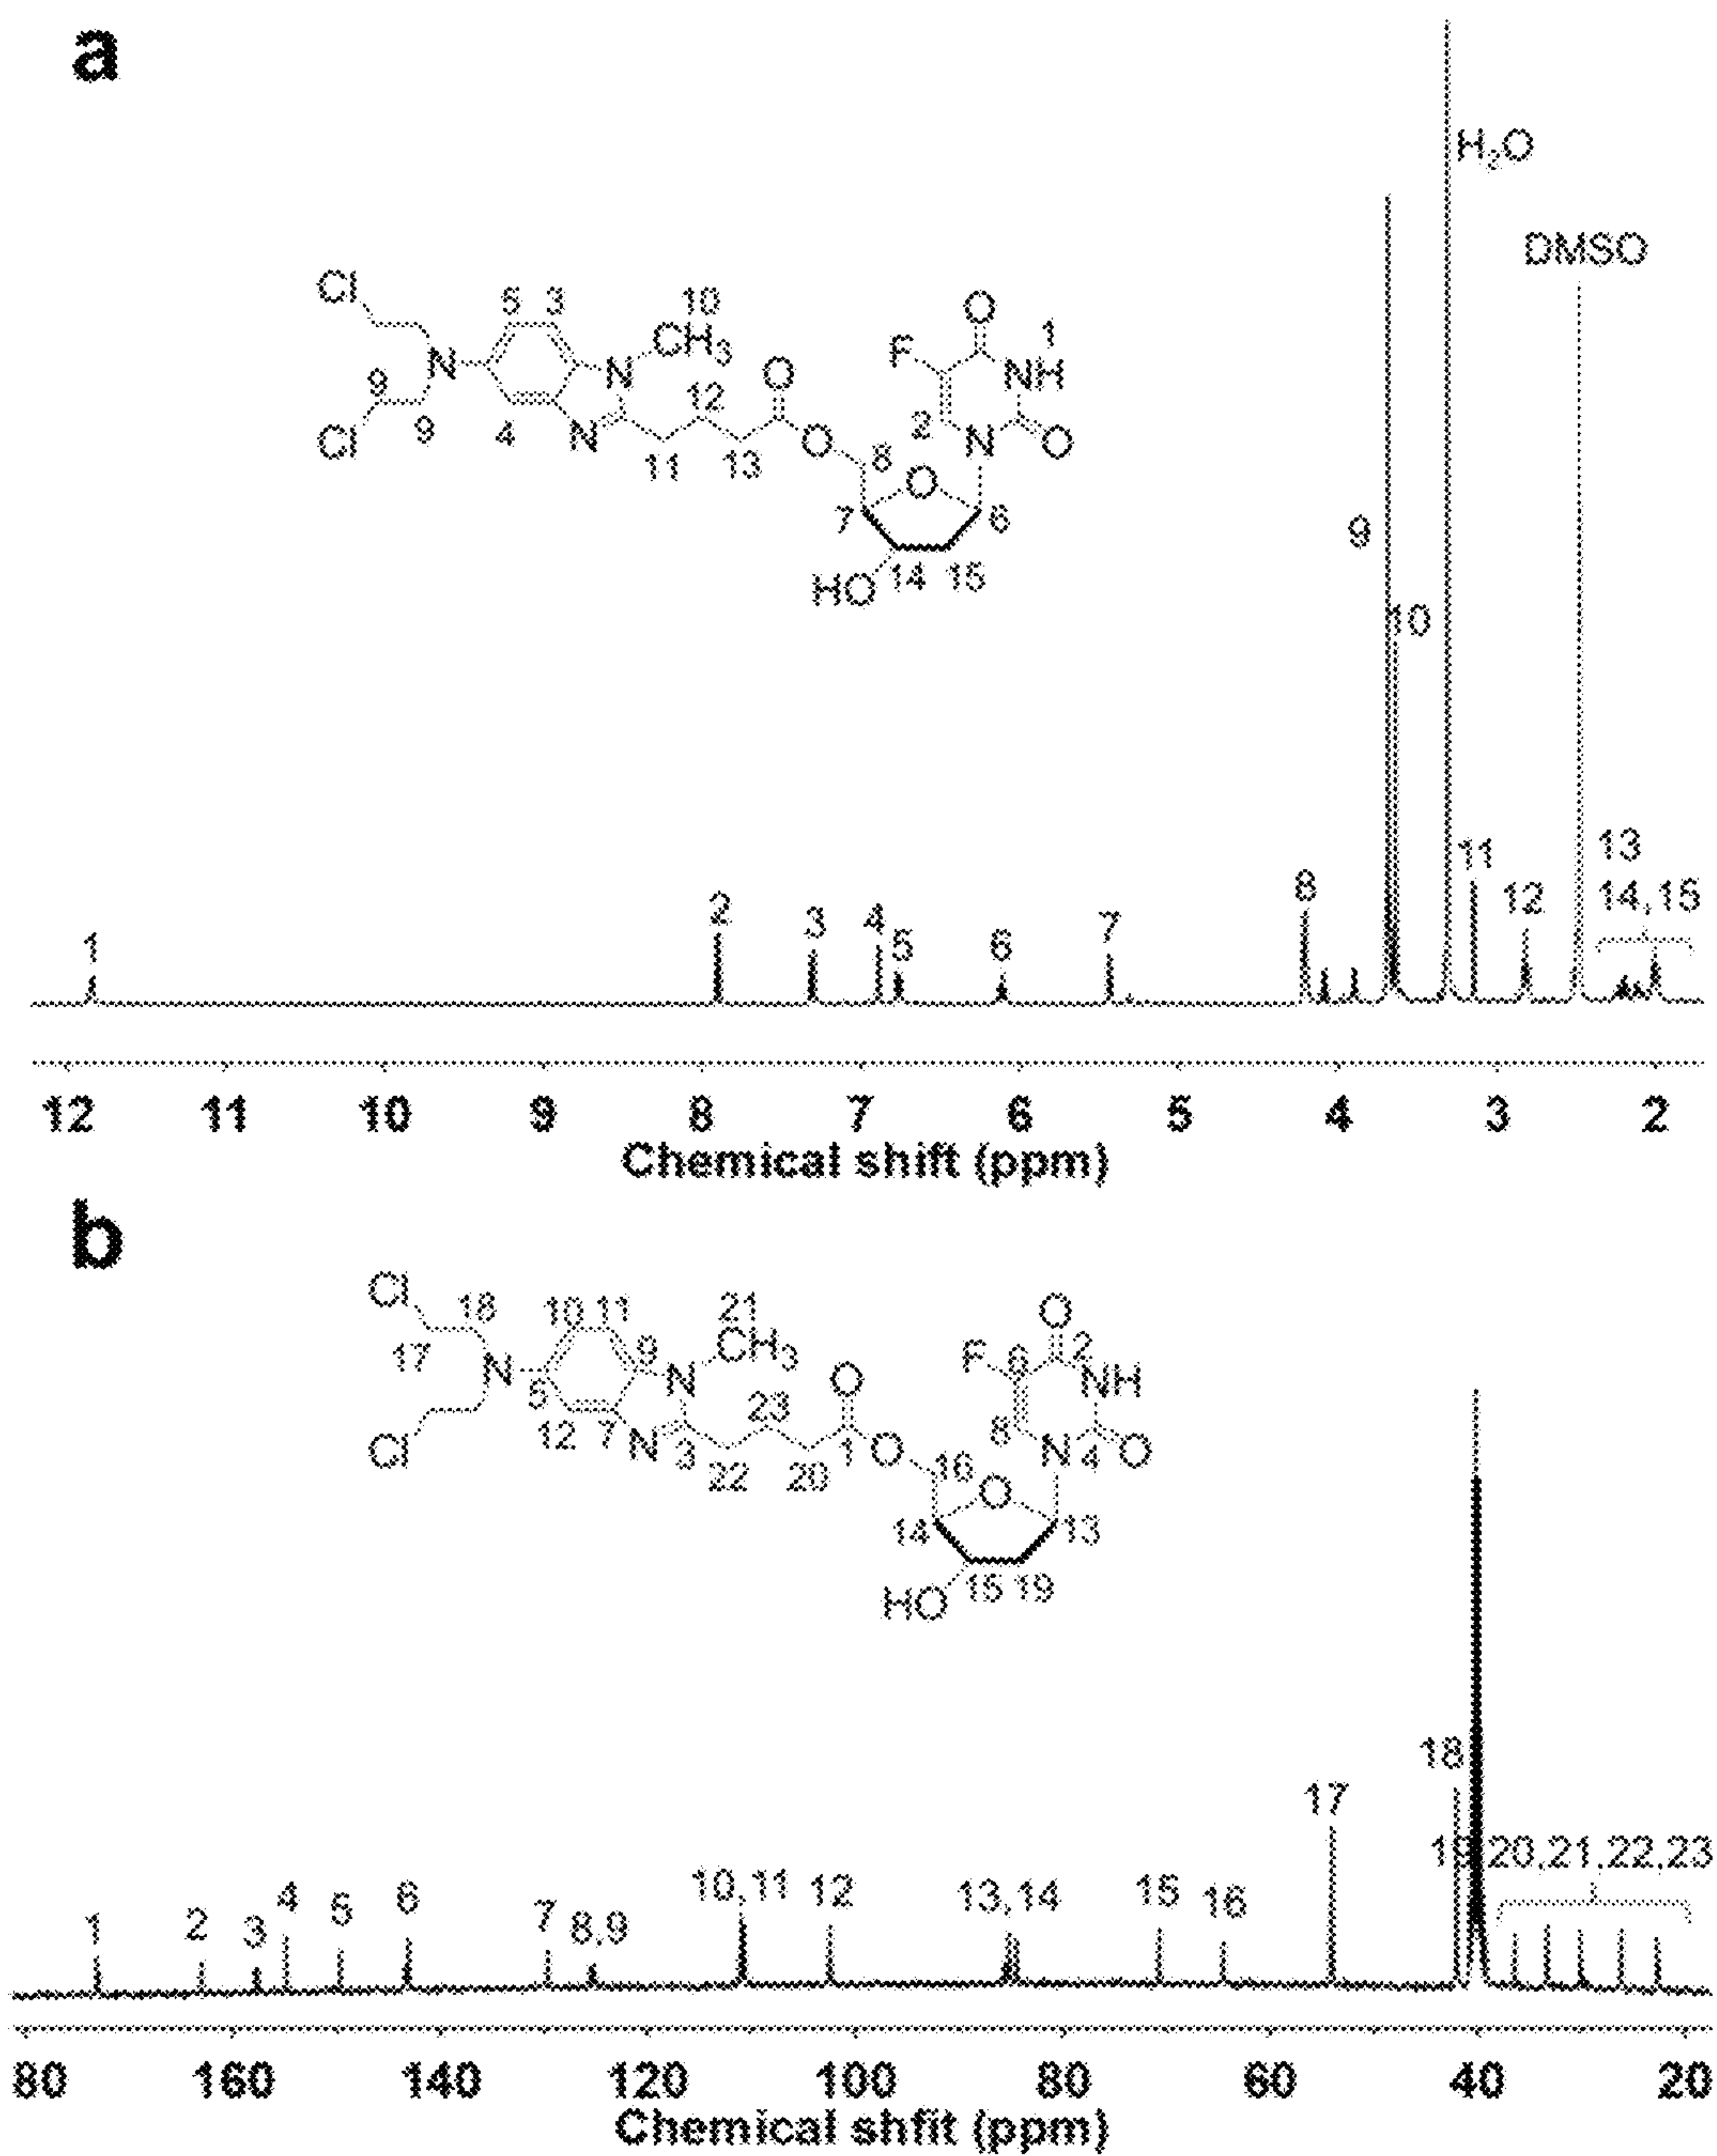 a
H₂O
DMSO
Cl
5 3
10
CH₃
N
N
9
Cl
9
4
N
11
12
13
O
O
8
F
O
1
NH
2
N
O
O
7
6
HO
14 15
9
10
1
2
3
4
5
6
7
8
11
12
13
14,15
12 11 10 9 8 7 6 5 4 3 2
Chemical shift (ppm)
b
Cl
18
17
10 11
21
CH₃
N
5
9
N
Cl
12
7
N
3
22
23
20
O
1
O
16
F
6
O
2
NH
8
N
4
O
O
14
13
HO
15 19
1
2
3
4
5
6
7
8,9
10,11
12
13,14
15
16
17
18
19,20,21,22,23
80 160 140 120 100 80 60 40 20
Chemical shfit (ppm)